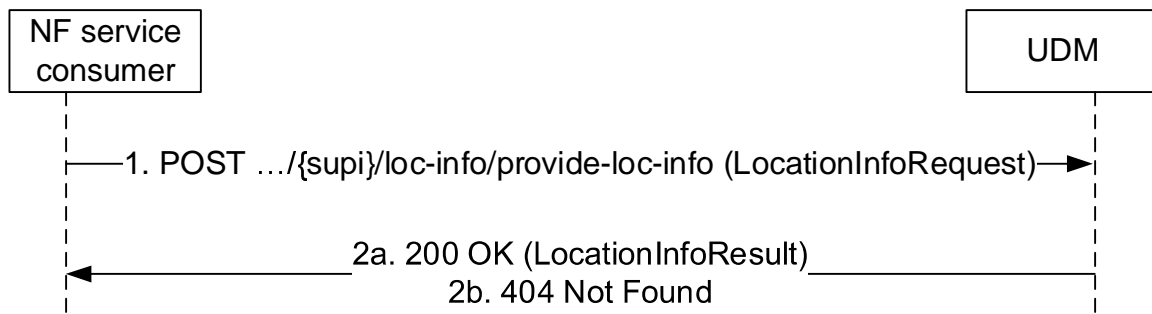 NF service
consumer
UDM
1. POST …/{supi}/loc-info/provide-loc-info (LocationInfoRequest)
2a. 200 OK (LocationInfoResult)
2b. 404 Not Found